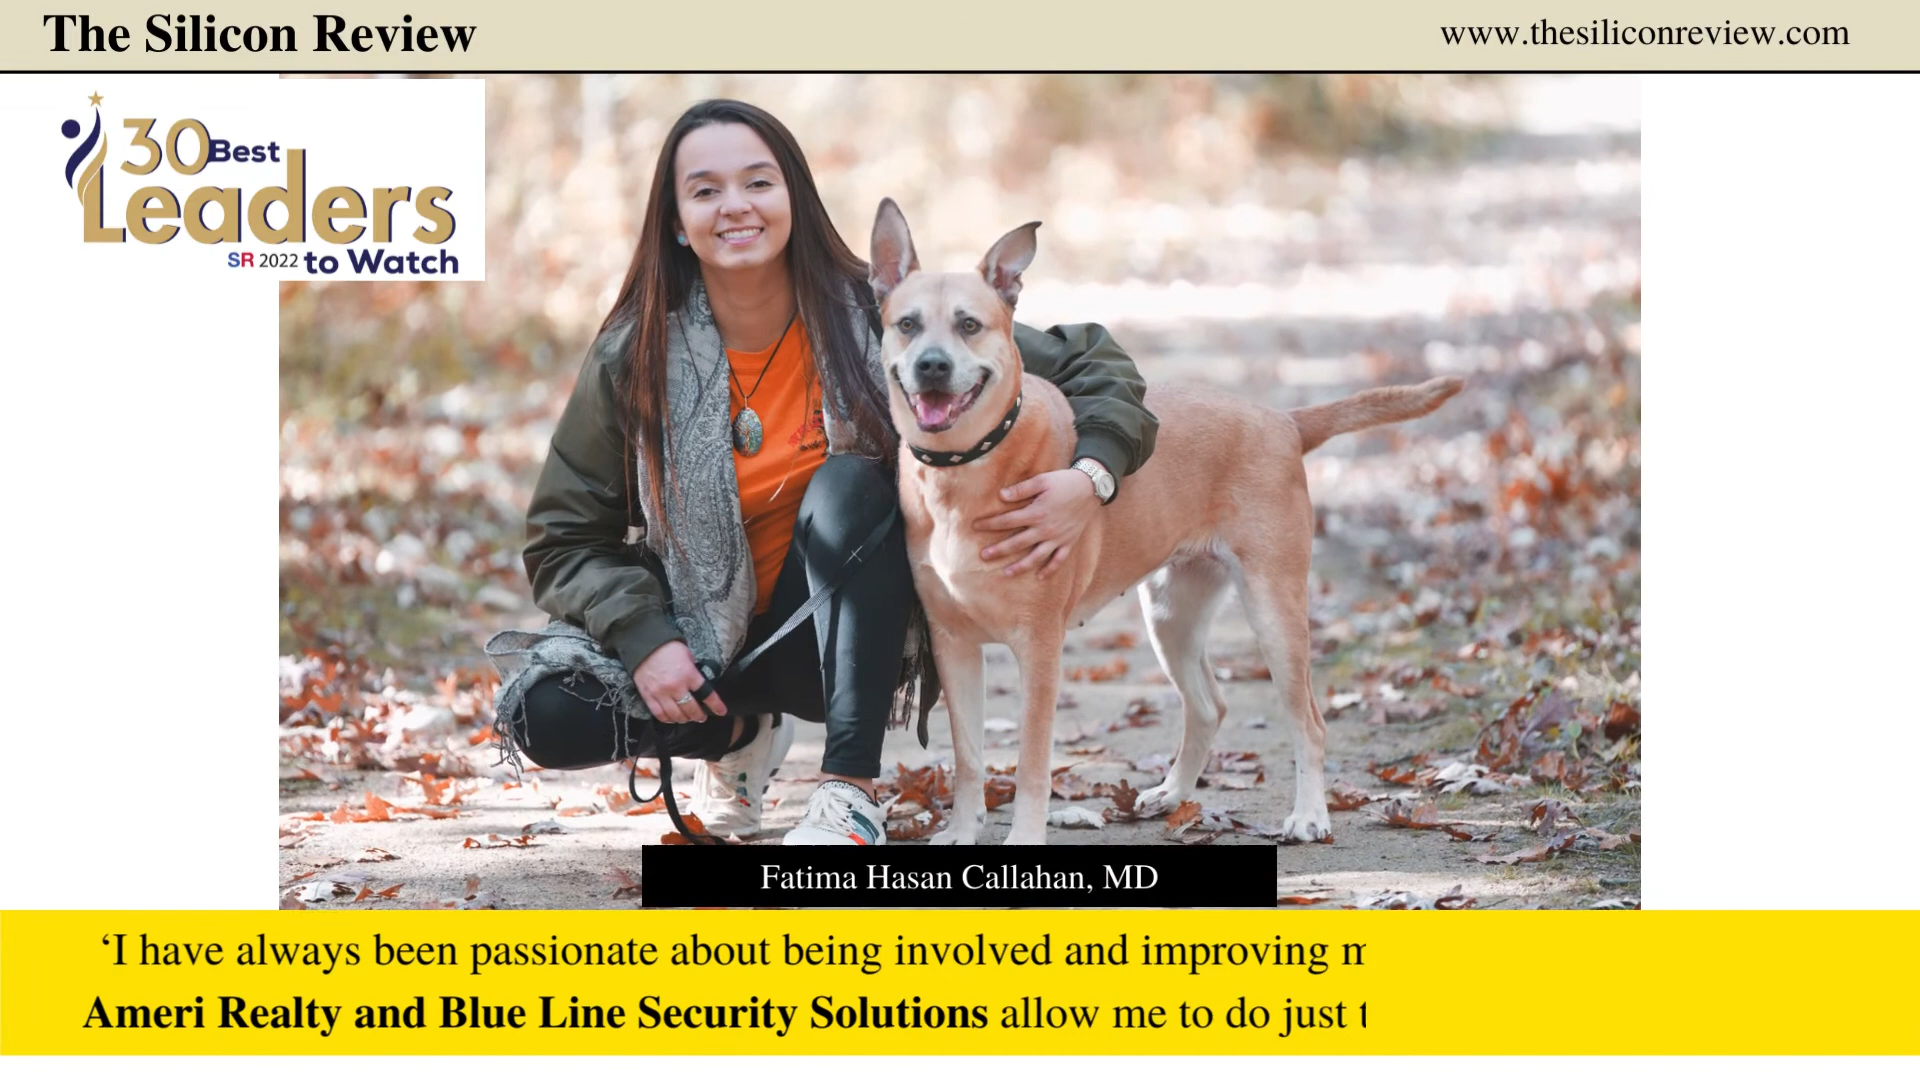 The Silicon Review
www.thesiliconreview.com
30 Best
Leaders
SR 2022 to Watch
Fatima Hasan Callahan, MD
‘I have always been passionate about being involved and improving
Ameri Realty and Blue Line Security Solutions allow me to do just